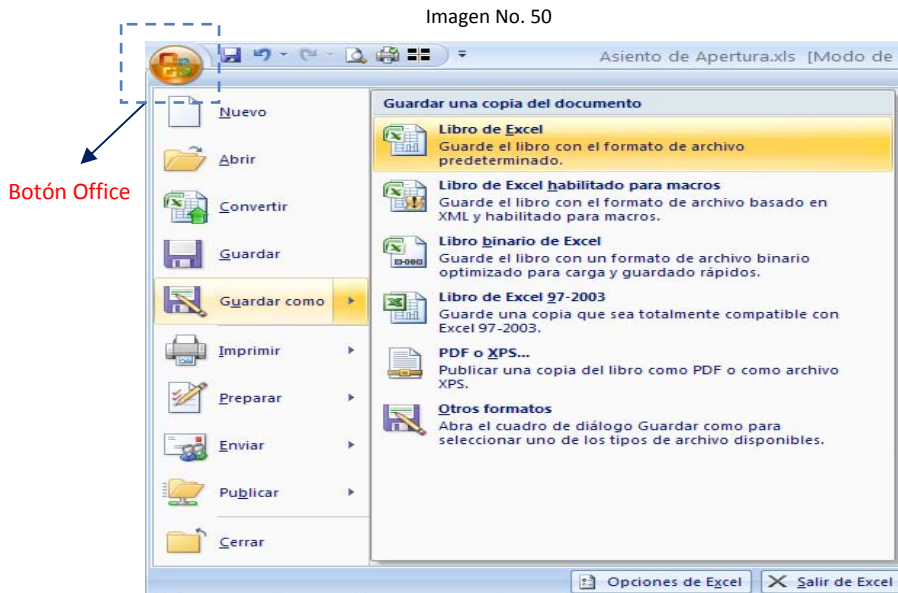 Imagen No. 50
Asiento de Apertura.xls [Modo de
Botón Office
Nuevo
Abrir
Convertir
Guardar
Guardar como
Imprimir
Preparar
Enviar
Publicar
Cerrar
Guardar una copia del documento
Libro de Excel
Guarde el libro con el formato de archivo
predeterminado.
Libro de Excel habilitado para macros
Guarde el libro con el formato de archivo basado en
XML y habilitado para macros.
Libro binario de Excel
Guarde el libro con un formato de archivo binario
optimizado para carga y guardado rápidos.
Libro de Excel 97-2003
Guarde una copia que sea totalmente compatible con
Excel 97-2003.
PDF o XPS...
Publicar una copia del libro como PDF o como archivo
XPS.
Otros formatos
Abra el cuadro de diálogo Guardar como para
seleccionar uno de los tipos de archivo disponibles.
Opciones de Excel
Salir de Excel